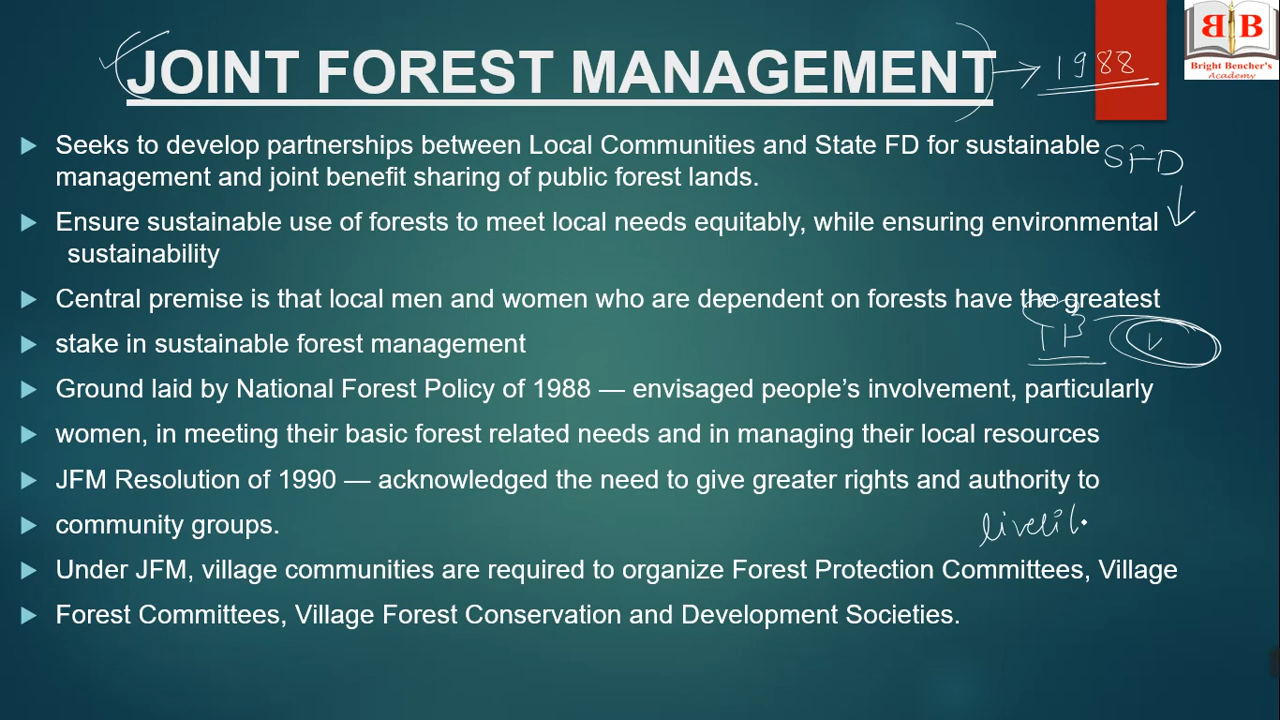 JOINT FOREST MANAGEMENT
1988
BB
Bright Bencher's
Academy
Seeks to develop partnerships between Local Communities and State FD for sustainable
SFD
management and joint benefit sharing of public forest lands.
Ensure sustainable use of forests to meet local needs equitably, while ensuring environmental
sustainability
Central premise is that local men and women who are dependent on forests have the greatest
stake in sustainable forest management
Ground laid by National Forest Policy of 1988 — envisaged people’s involvement, particularly
women, in meeting their basic forest related needs and in managing their local resources
JFM Resolution of 1990 — acknowledged the need to give greater rights and authority to
community groups.
Under JFM, village communities are required to organize Forest Protection Committees, Village
Forest Committees, Village Forest Conservation and Development Societies.